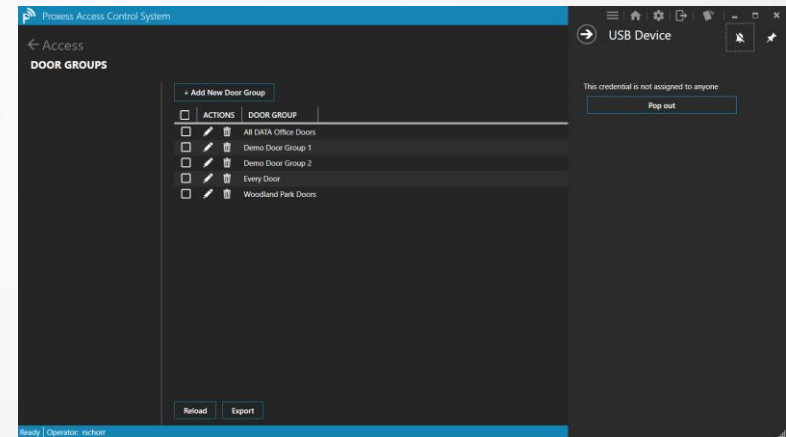 Proxess Access Control System
Access
DOOR GROUPS
+ Add New Door Group
ACTIONS DOOR GROUP
All DATA Office Doors
Demo Door Group 1
Demo Door Group 2
Every Door
Woodland Park Doors
Reload Export
Ready Operator: rschorr
USB Device
This credential is not assigned to anyone
Pop out